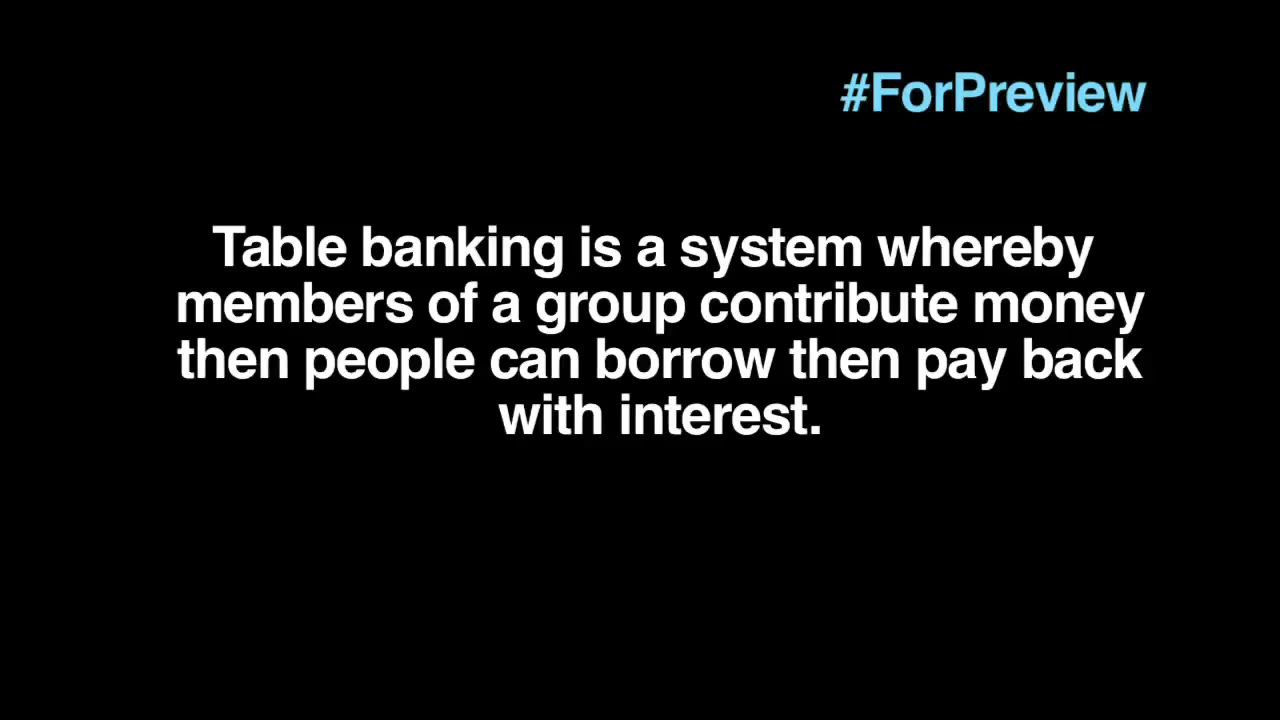 #ForPreview
Table banking is a system whereby
members of a group contribute money
then people can borrow then pay back
with interest.